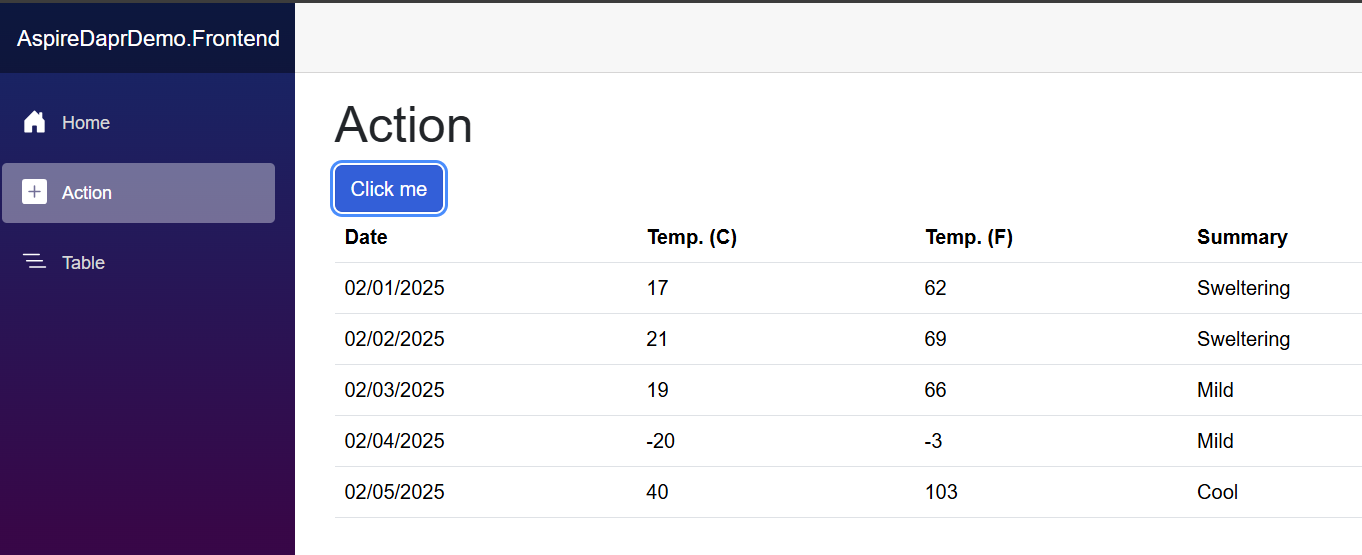 AspireDaprDemo.Frontend
Home
Action
Table
Action
Click me
Date Temp. (C) Temp. (F) Summary
02/01/2025 17 62 Sweltering
02/02/2025 21 69 Sweltering
02/03/2025 19 66 Mild
02/04/2025 -20 -3 Mild
02/05/2025 40 103 Cool